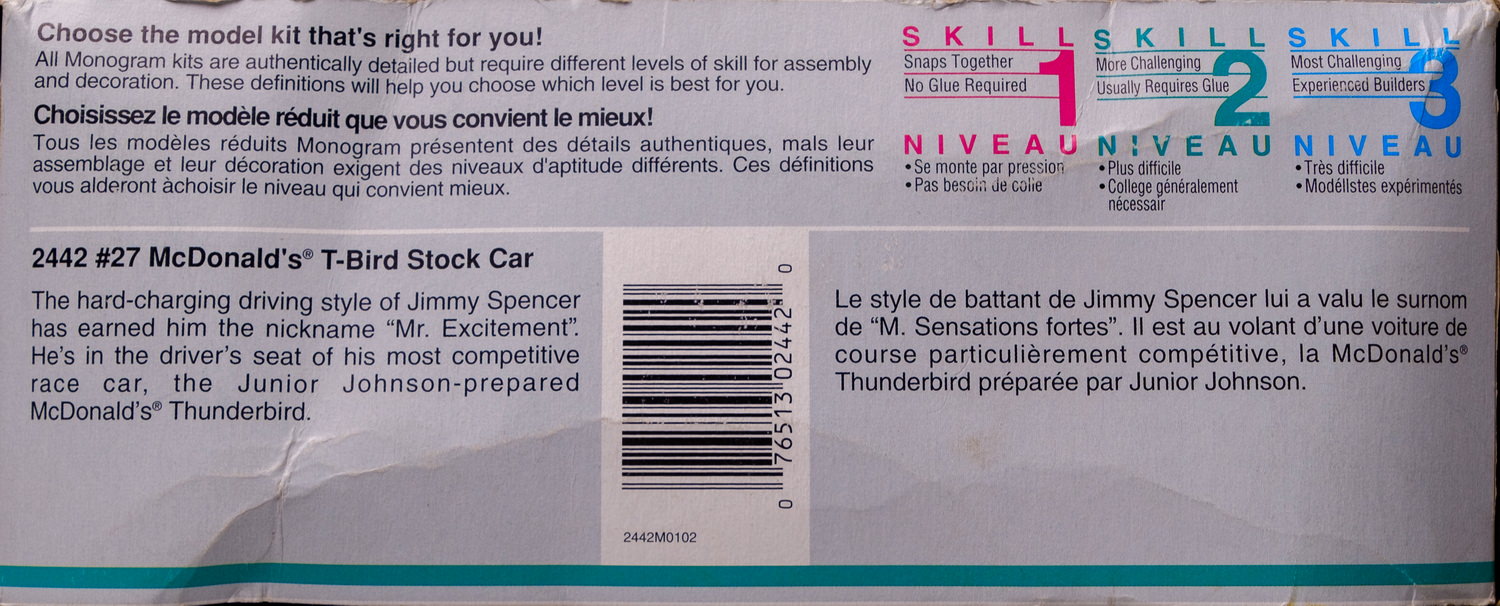 Choose the model kit that's right for you!
All Monogram kits are authentically detailed but require different levels of skill for assembly
and decoration. These definitions will help you choose which level is best for you.
Choisissez le modèle réduit que vous convient le mieux!
Tous les modèles réduits Monogram présentent des détails authentiques, mais leur
assemblage et leur décoration exigent des niveaux d'aptitude différents. Ces définitions
vous alderont àchoisir le niveau qui convient mieux.
SKILL 1
Snaps Together
No Glue Required
NIVEAU
• Se monte par pression
• Pas besoin de colie
SKILL 2
More Challenging
Usually Requires Glue
NIVEAU
• Plus difficile
• College généralement
nécessair
SKILL 3
Most Challenging
Experienced Builders
NIVEAU
• Très difficile
• Modélistes expérimentés
2442 #27 McDonald's® T-Bird Stock Car
The hard-charging driving style of Jimmy Spencer
has earned him the nickname “Mr. Excitement”.
He's in the driver's seat of his most competitive
race car, the Junior Johnson-prepared
McDonald's® Thunderbird.
0 76513 02442 0
2442M0102
Le style de battant de Jimmy Spencer lui a valu le surnom
de “M. Sensations fortes”. Il est au volant d'une voiture de
course particulièrement compétitive, la McDonald's®
Thunderbird préparée par Junior Johnson.